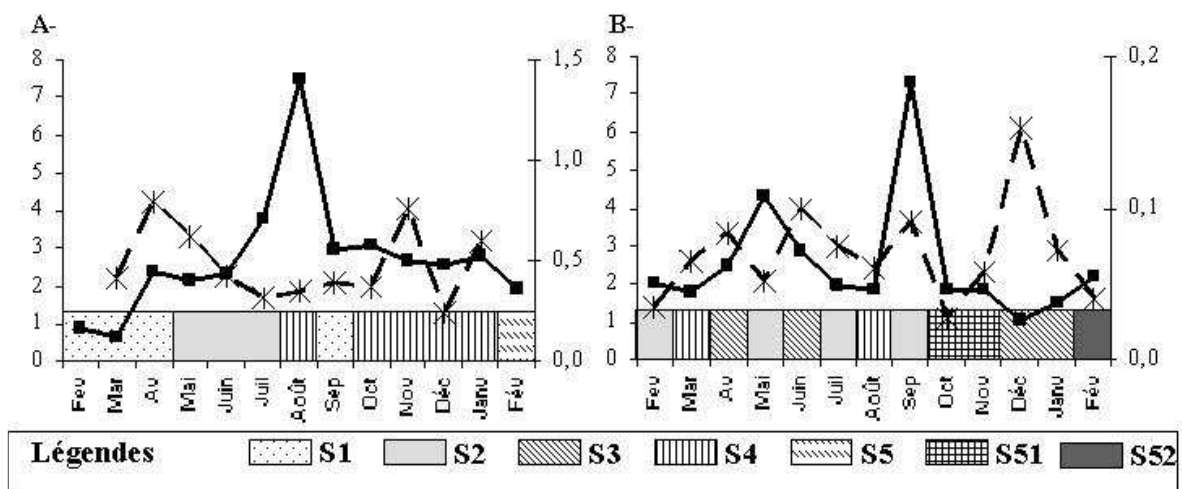 A-
8
7
6
5
4
3
2
1
0
1,5
1,0
0,5
0,0
Fev
Mar
Av
Mai
Juin
Juil
Août
Sep
Oct
Nov
Déc
Janv
Fév
B-
8
7
6
5
4
3
2
1
0
0,2
0,1
0,0
Fev
Mar
Av
Mai
Juin
Juil
Août
Sep
Oct
Nov
Déc
Janv
Fév
Légendes S1 S2 S3 S4 S5 S51 S52